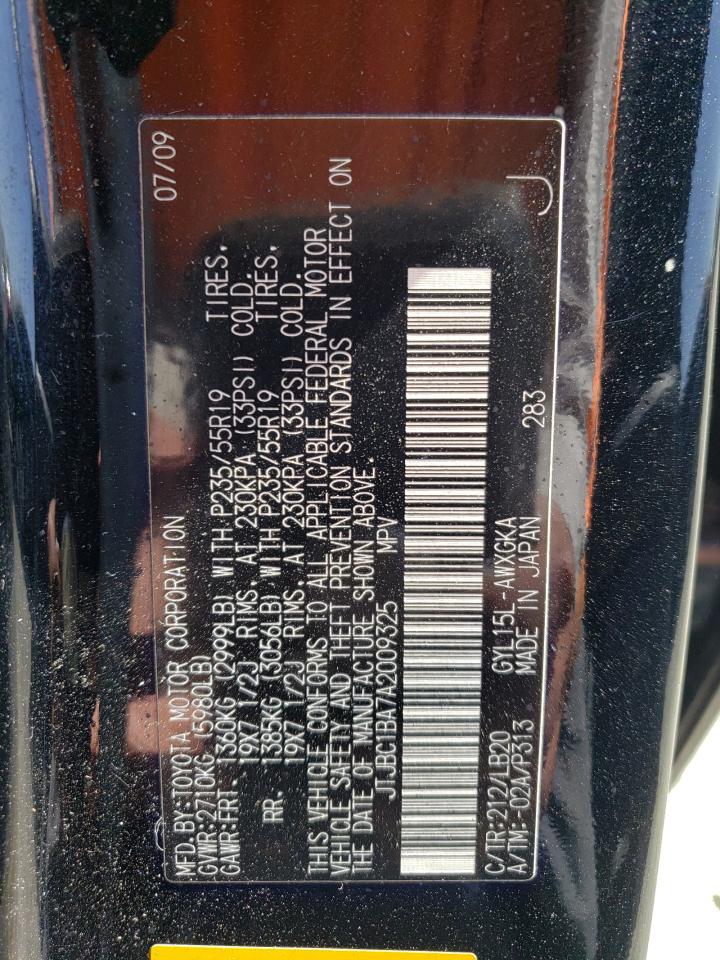 MFD.BY:TOYOTA MOTOR CORPORATION 07/09
GVWR:2710KG (5980LB)
GAWR:FRT 1360KG (2999LB) WITH P235/55R19 TIRES,
19X7 1/2J RIMS, AT 230KPA (33PSI) COLD.
RR. 1385KG (3056LB) WITH P235/55R19 TIRES,
19X7 1/2J RIMS, AT 230KPA (33PSI) COLD.
THIS VEHICLE CONFORMS TO ALL APPLICABLE FEDERAL MOTOR
VEHICLE SAFETY AND THEFT PREVENTION STANDARDS IN EFFECT ON
THE DATE OF MANUFACTURE SHOWN ABOVE.
JTJBC1BA7A2009325 MPV
C/TR:212/LB20 GYL15L-AWXGKA 283
A/TM:-02A/P313 MADE IN JAPAN J